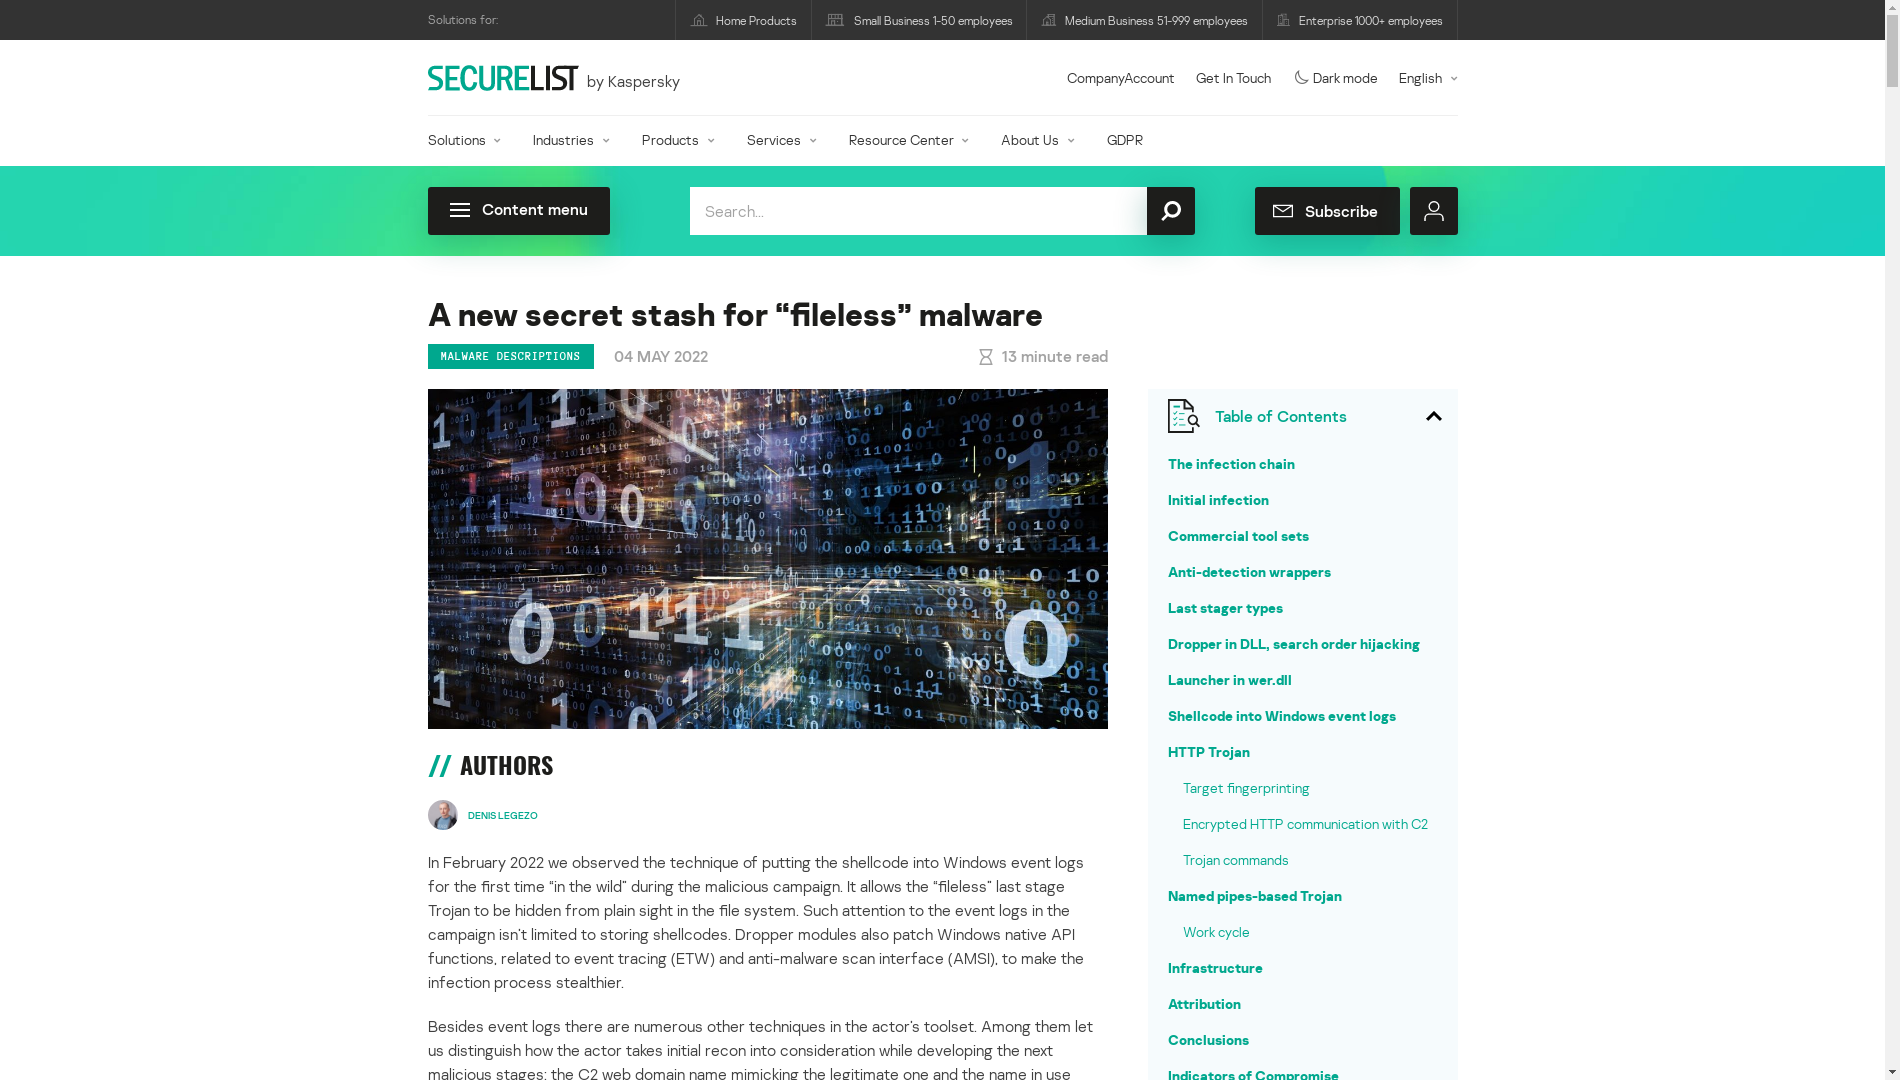 Solutions for:
Home Products
Small Business 1-50 employees
Medium Business 51-999 employees
Enterprise 1000+ employees
SECURELIST by Kaspersky
CompanyAccount
Get In Touch
Dark mode
English
Solutions
Industries
Products
Services
Resource Center
About Us
GDPR
Content menu
Search...
Subscribe
A new secret stash for “fileless” malware
MALWARE DESCRIPTIONS
04 MAY 2022
13 minute read
// AUTHORS
DENIS LEGEZO
In February 2022 we observed the technique of putting the shellcode into Windows event logs
for the first time “in the wild” during the malicious campaign. It allows the “fileless” last stage
Trojan to be hidden from plain sight in the file system. Such attention to the event logs in the
campaign isn’t limited to storing shellcodes. Dropper modules also patch Windows native API
functions, related to event tracing (ETW) and anti-malware scan interface (AMSI), to make the
infection process stealthier.
Besides event logs there are numerous other techniques in the actor’s toolset. Among them let
us distinguish how the actor takes initial recon into consideration while developing the next
malicious stages: the C2 web domain name mimicking the legitimate one and the name in use
Table of Contents
The infection chain
Initial infection
Commercial tool sets
Anti-detection wrappers
Last stager types
Dropper in DLL, search order hijacking
Launcher in wer.dll
Shellcode into Windows event logs
HTTP Trojan
Target fingerprinting
Encrypted HTTP communication with C2
Trojan commands
Named pipes-based Trojan
Work cycle
Infrastructure
Attribution
Conclusions
Indicators of Compromise